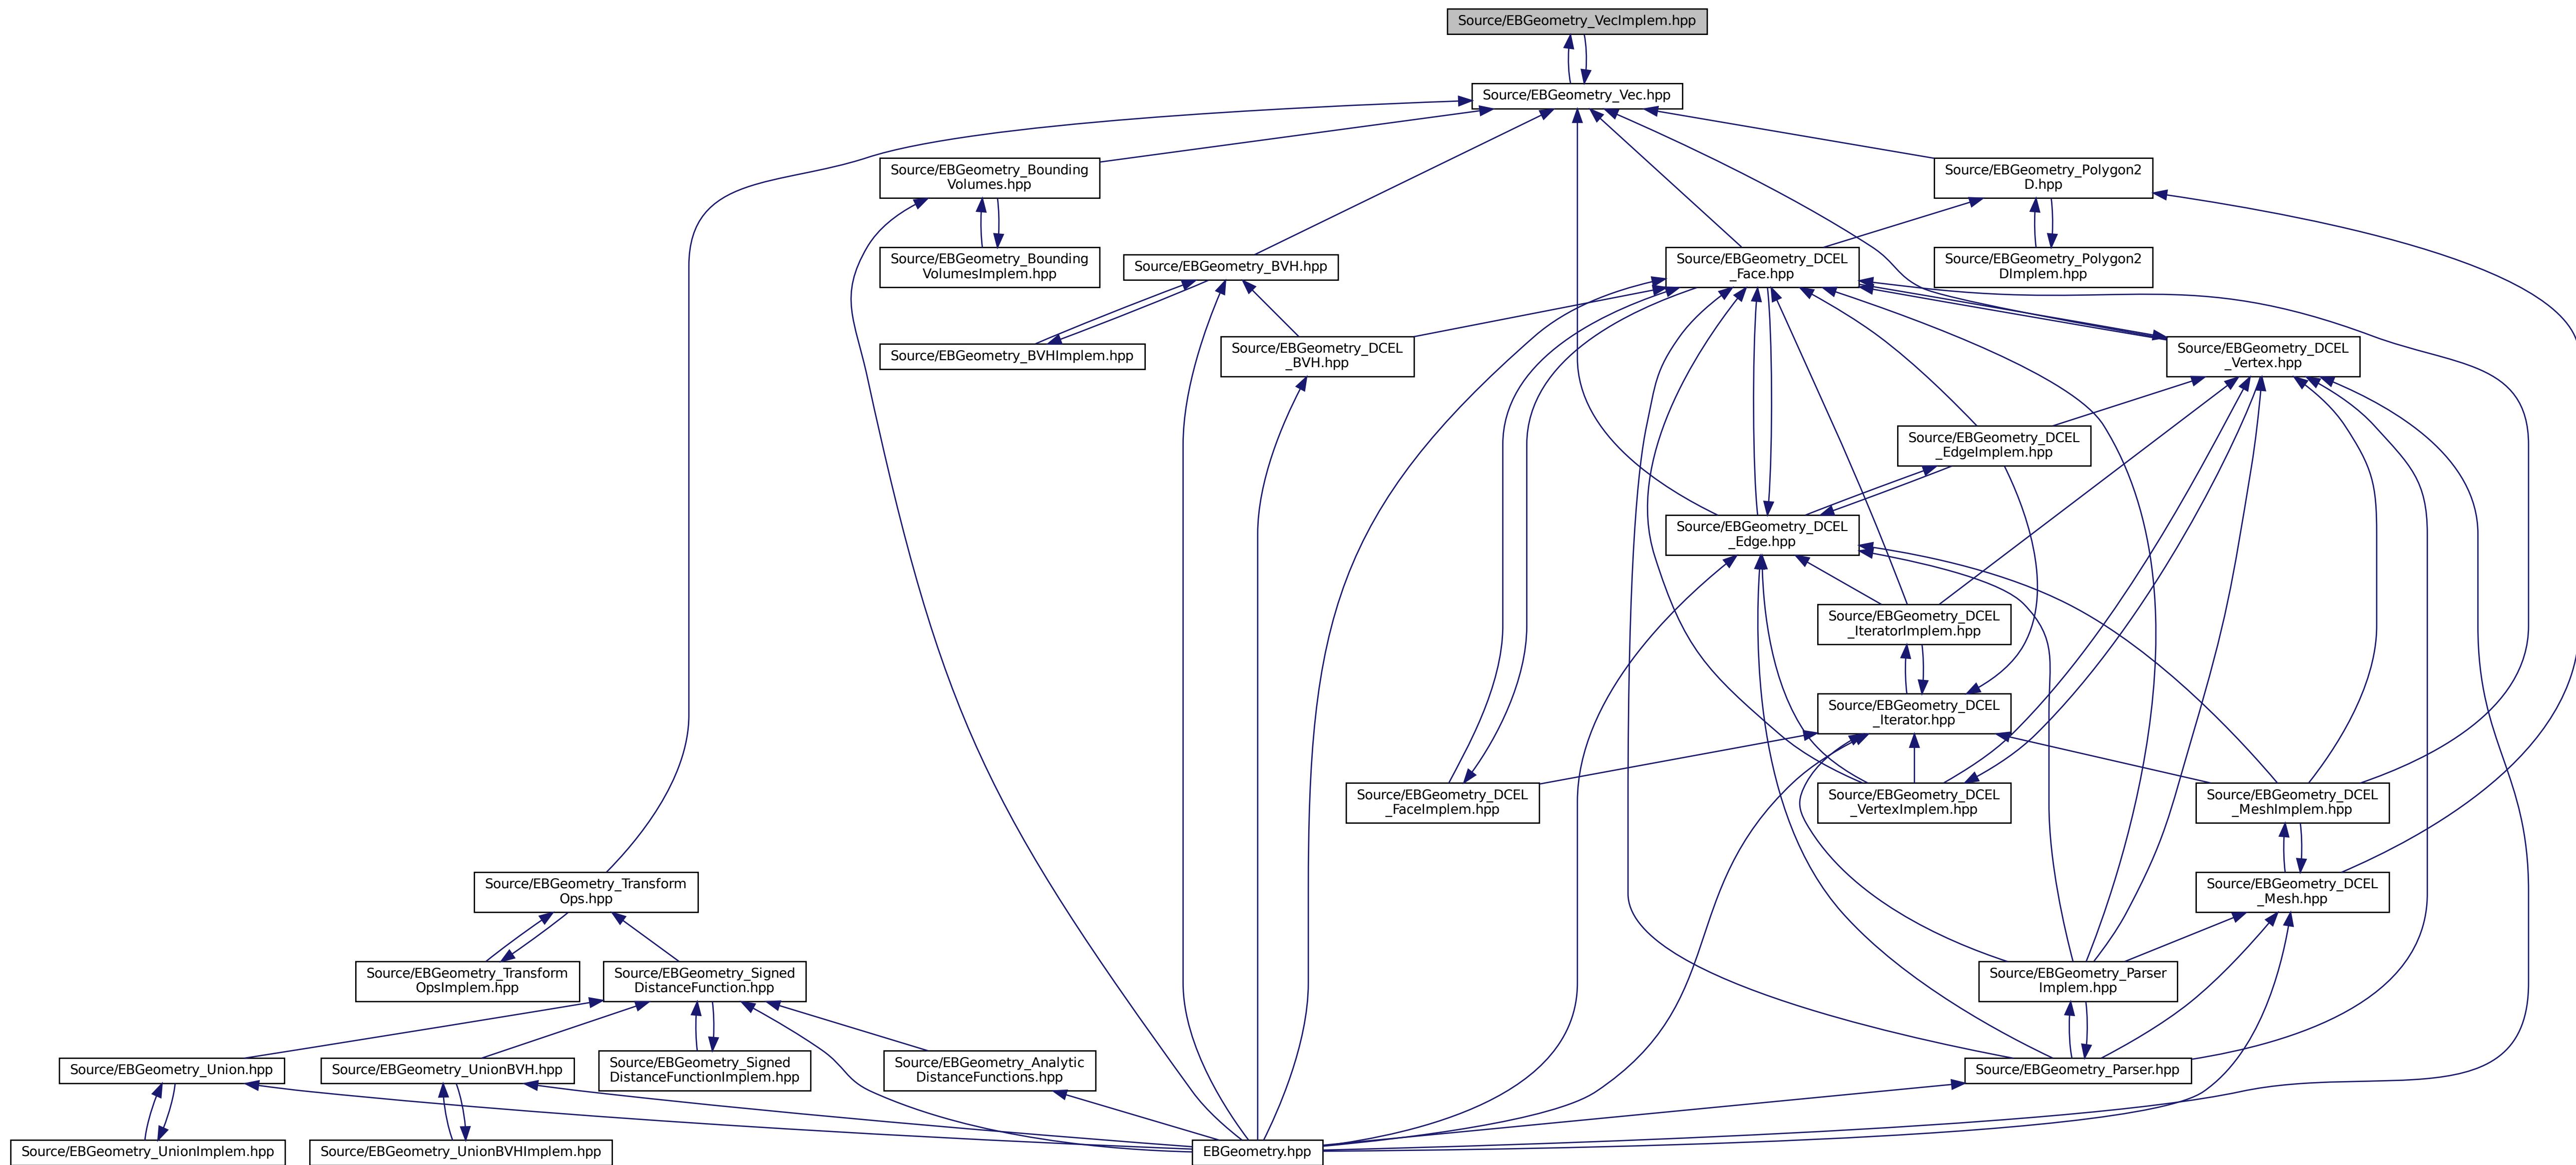 Source/EBGeometry_VecImplem.hpp
Source/EBGeometry_Vec.hpp
Source/EBGeometry_Bounding
Volumes.hpp
Source/EBGeometry_Polygon2
D.hpp
Source/EBGeometry_Bounding
VolumesImplem.hpp
Source/EBGeometry_BVH.hpp
Source/EBGeometry_DCEL
_Face.hpp
Source/EBGeometry_Polygon2
DImplem.hpp
Source/EBGeometry_BVHImplem.hpp
Source/EBGeometry_DCEL
_BVH.hpp
Source/EBGeometry_DCEL
_Vertex.hpp
Source/EBGeometry_DCEL
_EdgeImplem.hpp
Source/EBGeometry_DCEL
_Edge.hpp
Source/EBGeometry_DCEL
_IteratorImplem.hpp
Source/EBGeometry_DCEL
_Iterator.hpp
Source/EBGeometry_DCEL
_FaceImplem.hpp
Source/EBGeometry_DCEL
_VertexImplem.hpp
Source/EBGeometry_DCEL
_MeshImplem.hpp
Source/EBGeometry_Transform
Ops.hpp
Source/EBGeometry_DCEL
_Mesh.hpp
Source/EBGeometry_Transform
OpsImplem.hpp
Source/EBGeometry_Signed
DistanceFunction.hpp
Source/EBGeometry_Parser
Implem.hpp
Source/EBGeometry_Union.hpp
Source/EBGeometry_UnionBVH.hpp
Source/EBGeometry_Signed
DistanceFunctionImplem.hpp
Source/EBGeometry_Analytic
DistanceFunctions.hpp
Source/EBGeometry_Parser.hpp
Source/EBGeometry_UnionImplem.hpp
Source/EBGeometry_UnionBVHImplem.hpp
EBGeometry.hpp